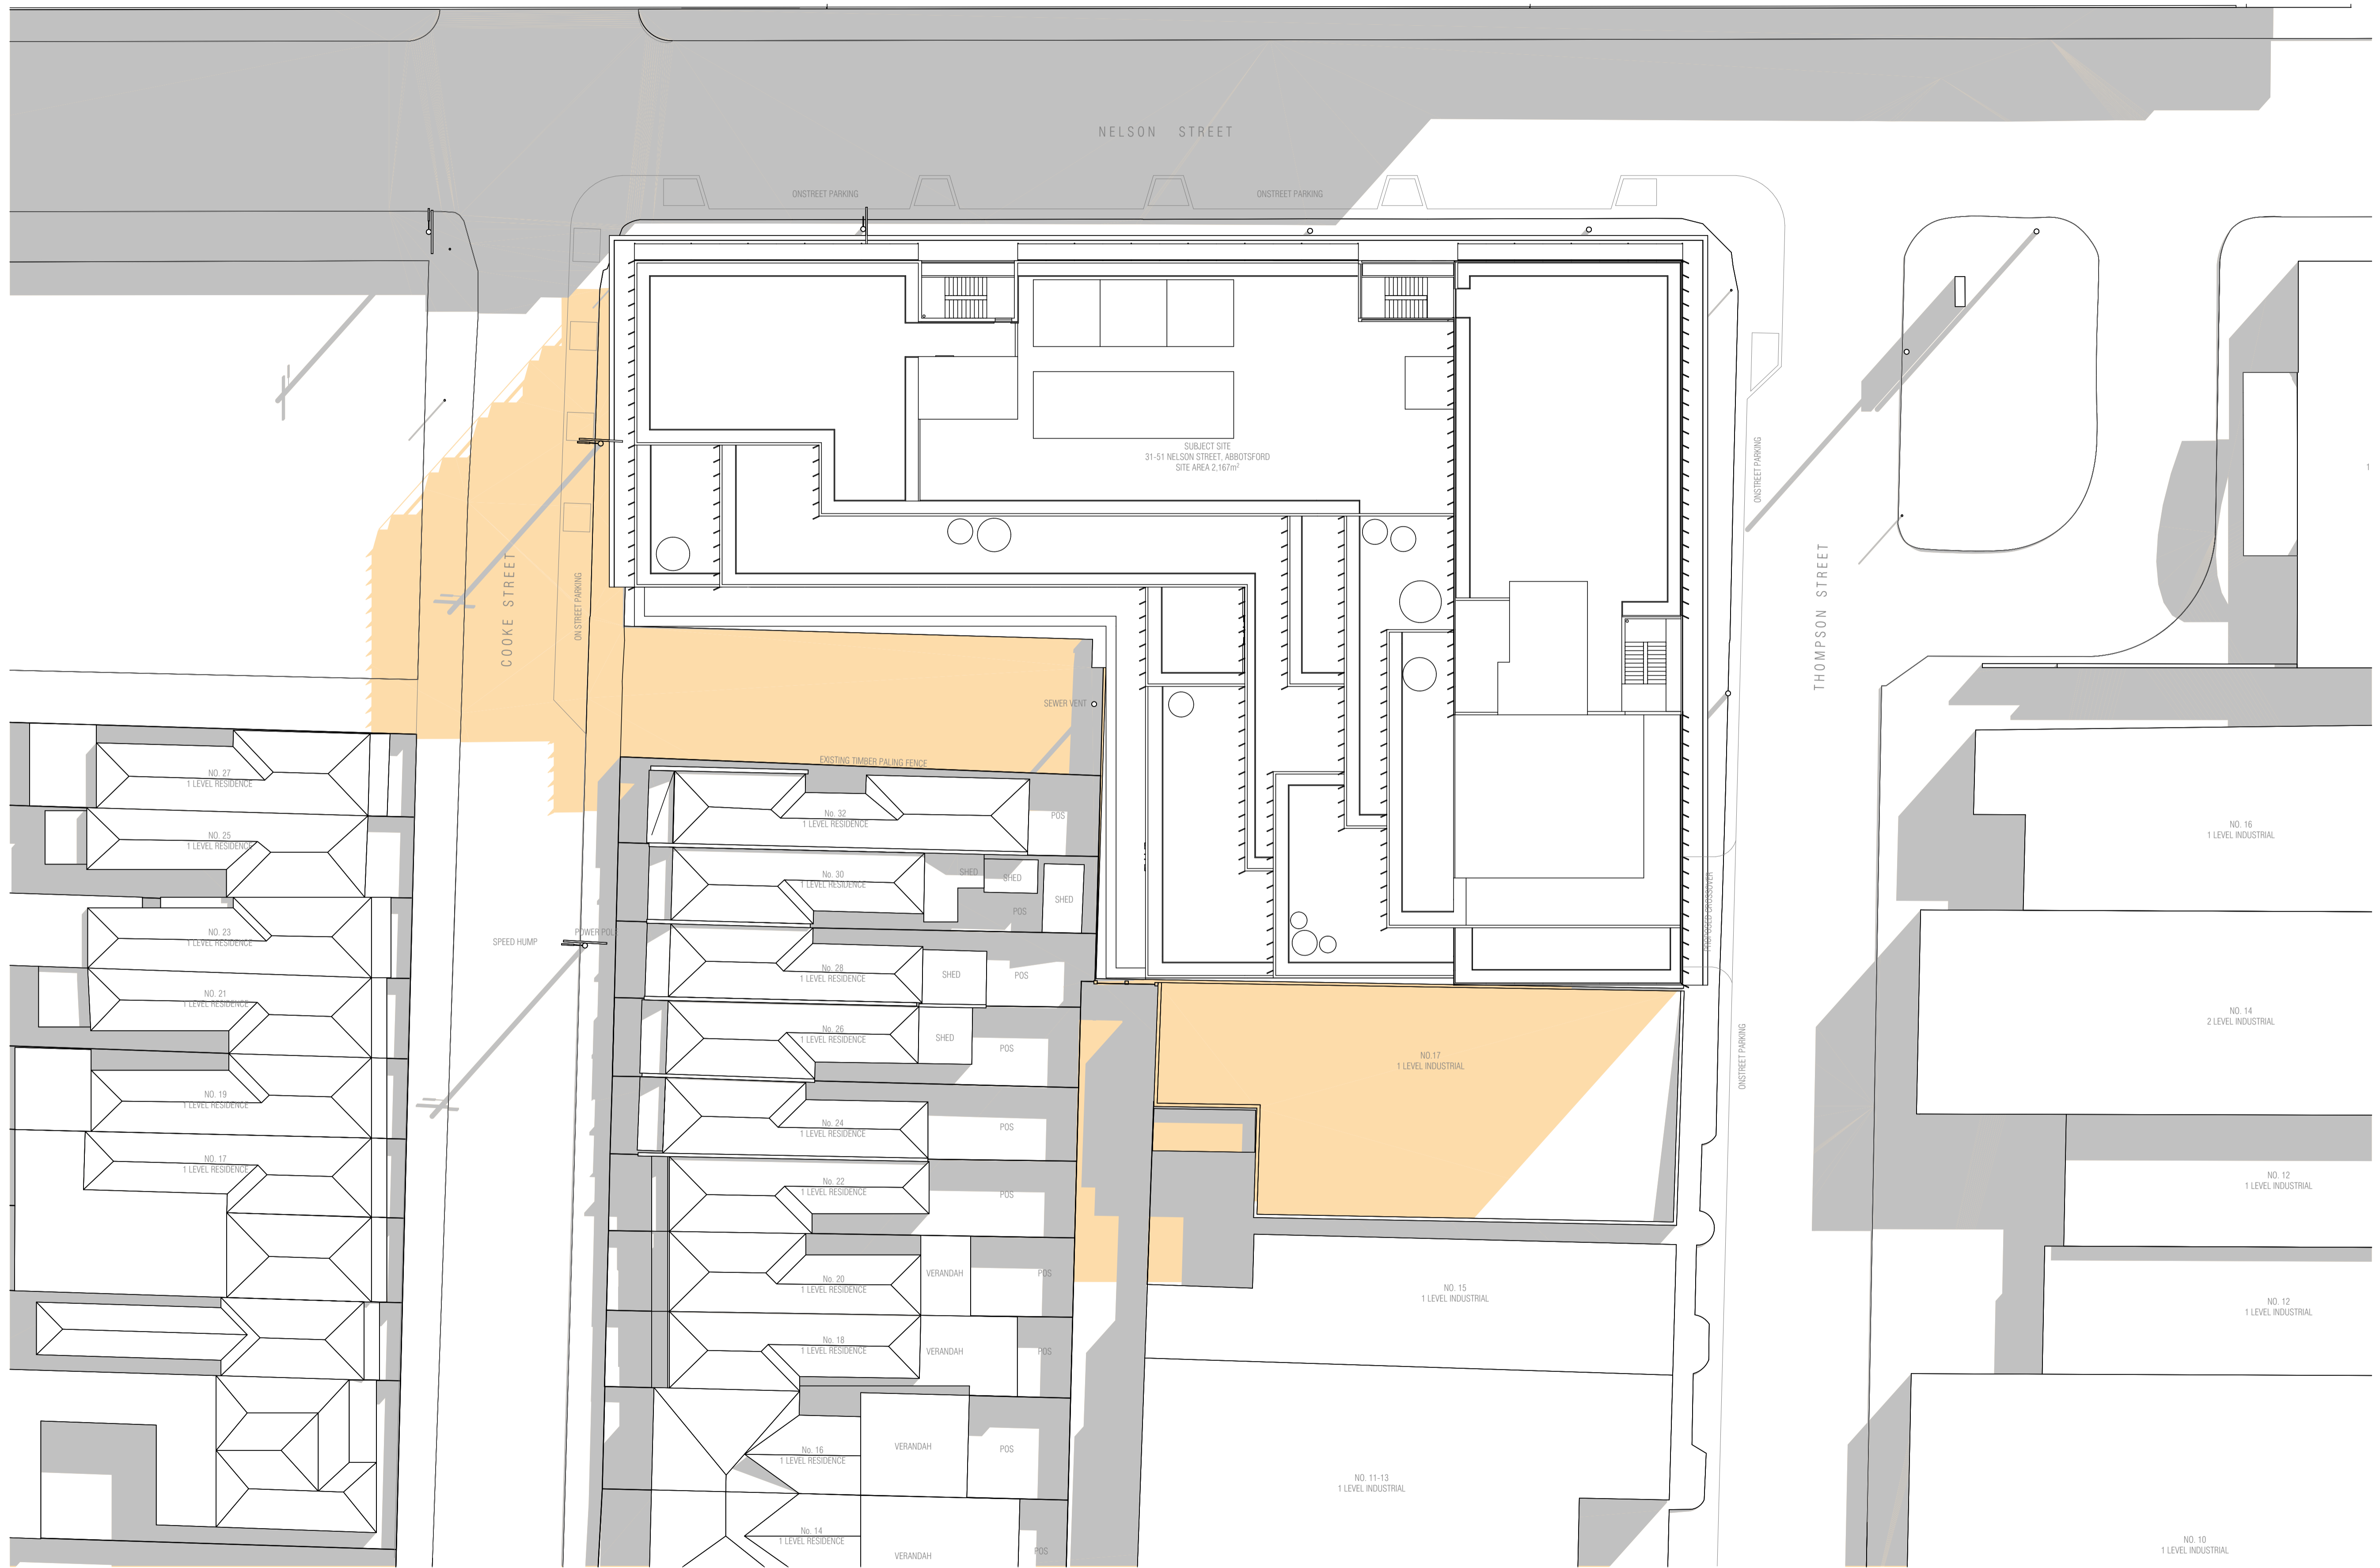 NELSON STREET
ONSTREET PARKING
ONSTREET PARKING
SUBJECT SITE
31-51 NELSON STREET, ABBOTSFORD
SITE AREA 2,167m²
ONSTREET PARKING
1
COOKE STREET
ON STREET PARKING
THOMPSON STREET
SEWER VENT
EXISTING TIMBER PALING FENCE
NO. 27
1 LEVEL RESIDENCE
No. 32
1 LEVEL RESIDENCE
POS
NO. 25
1 LEVEL RESIDENCE
NO. 16
1 LEVEL INDUSTRIAL
No. 30
1 LEVEL RESIDENCE
SHED
SHED
SHED
POS
PROPOSED CROSSOVER
NO. 23
1 LEVEL RESIDENCE
SPEED HUMP
POWER POL
No. 28
1 LEVEL RESIDENCE
SHED
POS
NO. 21
1 LEVEL RESIDENCE
NO. 14
2 LEVEL INDUSTRIAL
No. 26
1 LEVEL RESIDENCE
SHED
POS
NO.17
1 LEVEL INDUSTRIAL
ONSTREET PARKING
NO. 19
1 LEVEL RESIDENCE
No. 24
1 LEVEL RESIDENCE
POS
NO. 17
1 LEVEL RESIDENCE
No. 22
1 LEVEL RESIDENCE
POS
NO. 12
1 LEVEL INDUSTRIAL
No. 20
1 LEVEL RESIDENCE
VERANDAH
POS
NO. 15
1 LEVEL INDUSTRIAL
NO. 12
1 LEVEL INDUSTRIAL
No. 18
1 LEVEL RESIDENCE
VERANDAH
POS
No. 16
1 LEVEL RESIDENCE
VERANDAH
POS
NO. 11-13
1 LEVEL INDUSTRIAL
No. 14
1 LEVEL RESIDENCE
VERANDAH
POS
NO. 10
1 LEVEL INDUSTRIAL